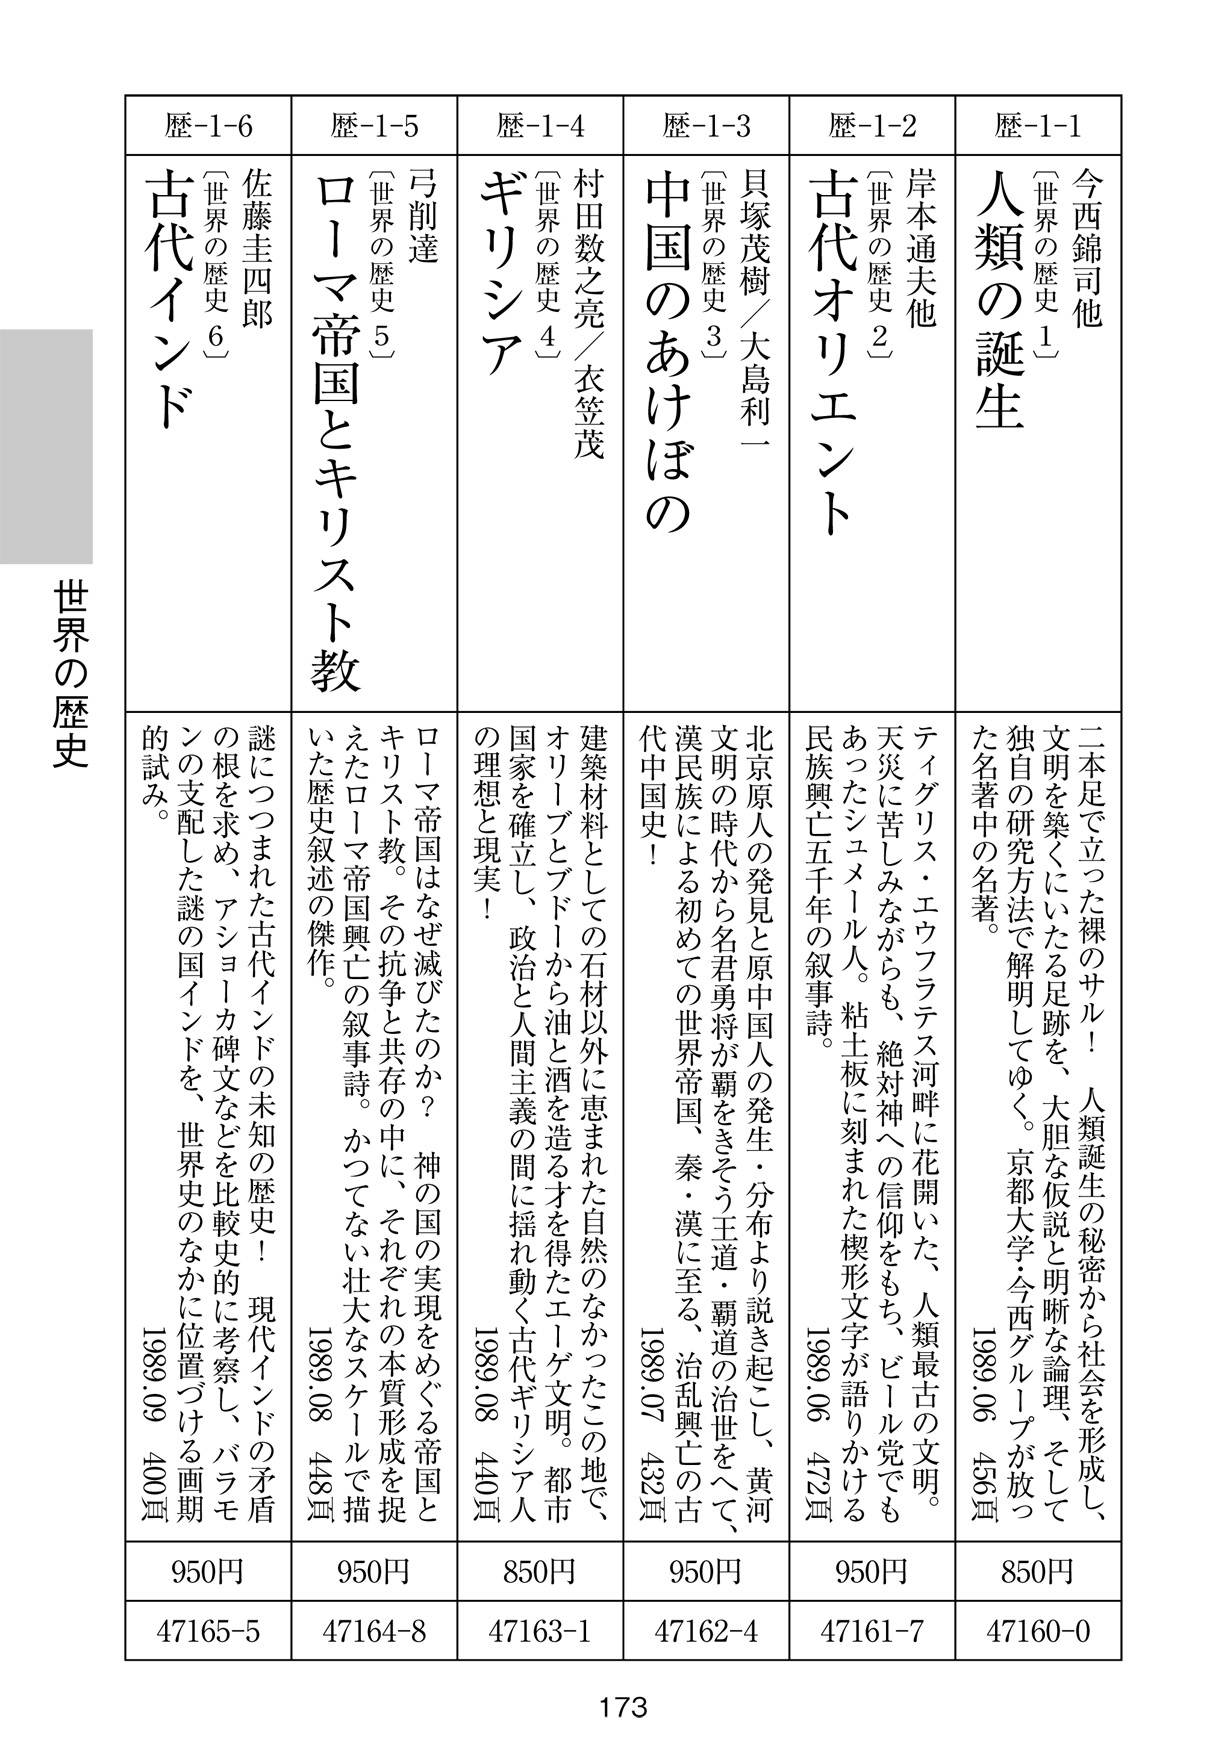 歴-1-1
今西錦司他
〔世界の歴史1〕
人類の誕生
二本足で立った裸のサル！　人類誕生の秘密から社会を形成し、
文明を築くにいたる足跡を、大胆な仮説と明晰な論理、そして
独自の研究方法で解明してゆく。京都大学・今西グループが放っ
た名著中の名著。
1989.06　456頁
850円
47160-0
歴-1-2
岸本通夫他
〔世界の歴史2〕
古代オリエント
ティグリス・エウフラテス河畔に花開いた、人類最古の文明。
天災に苦しみながらも、絶対神への信仰をもち、ビール党でも
あったシュメール人。粘土板に刻まれた楔形文字が語りかける
民族興亡五千年の叙事詩。
1989.06　472頁
950円
47161-7
歴-1-3
貝塚茂樹／大島利一
〔世界の歴史3〕
中国のあけぼの
北京原人の発見と原中国人の発生・分布より説き起こし、黄河
文明の時代から名君勇将が覇をきそう王道・覇道の治世をへて、
漢民族による初めての世界帝国、秦・漢に至る、治乱興亡の古
代中国史！
1989.07　432頁
950円
47162-4
歴-1-4
村田数之亮／衣笠茂
〔世界の歴史4〕
ギリシア
建築材料としての石材以外に恵まれた自然のなかったこの地で、
オリーブとブドーから油と酒を造る才を得たエーゲ文明。都市
国家を確立し、政治と人間主義の間に揺れ動く古代ギリシア人
の理想と現実！
1989.08　440頁
850円
47163-1
歴-1-5
弓削達
〔世界の歴史5〕
ローマ帝国とキリスト教
ローマ帝国はなぜ滅びたのか？　神の国の実現をめぐる帝国と
キリスト教。その抗争と共存の中に、それぞれの本質形成を捉
えたローマ帝国興亡の叙事詩。かつてない壮大なスケールで描
いた歴史叙述の傑作。
1989.08　448頁
950円
47164-8
歴-1-6
佐藤圭四郎
〔世界の歴史6〕
古代インド
謎につつまれた古代インドの未知の歴史！　現代インドの矛盾
の根を求め、アショーカ碑文などを比較史的に考察し、バラモ
ンの支配した謎の国インドを、世界史のなかに位置づける画期
的試み。
1989.09　400頁
950円
47165-5
世界の歴史
173